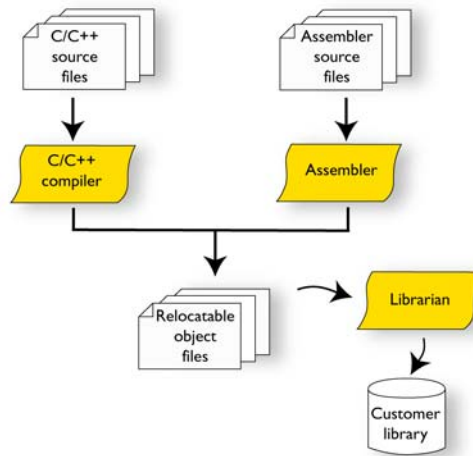 C/C++
source
files
Assembler
source
files
C/C++
compiler
Assembler
Relocatable
object
files
Librarian
Customer
library